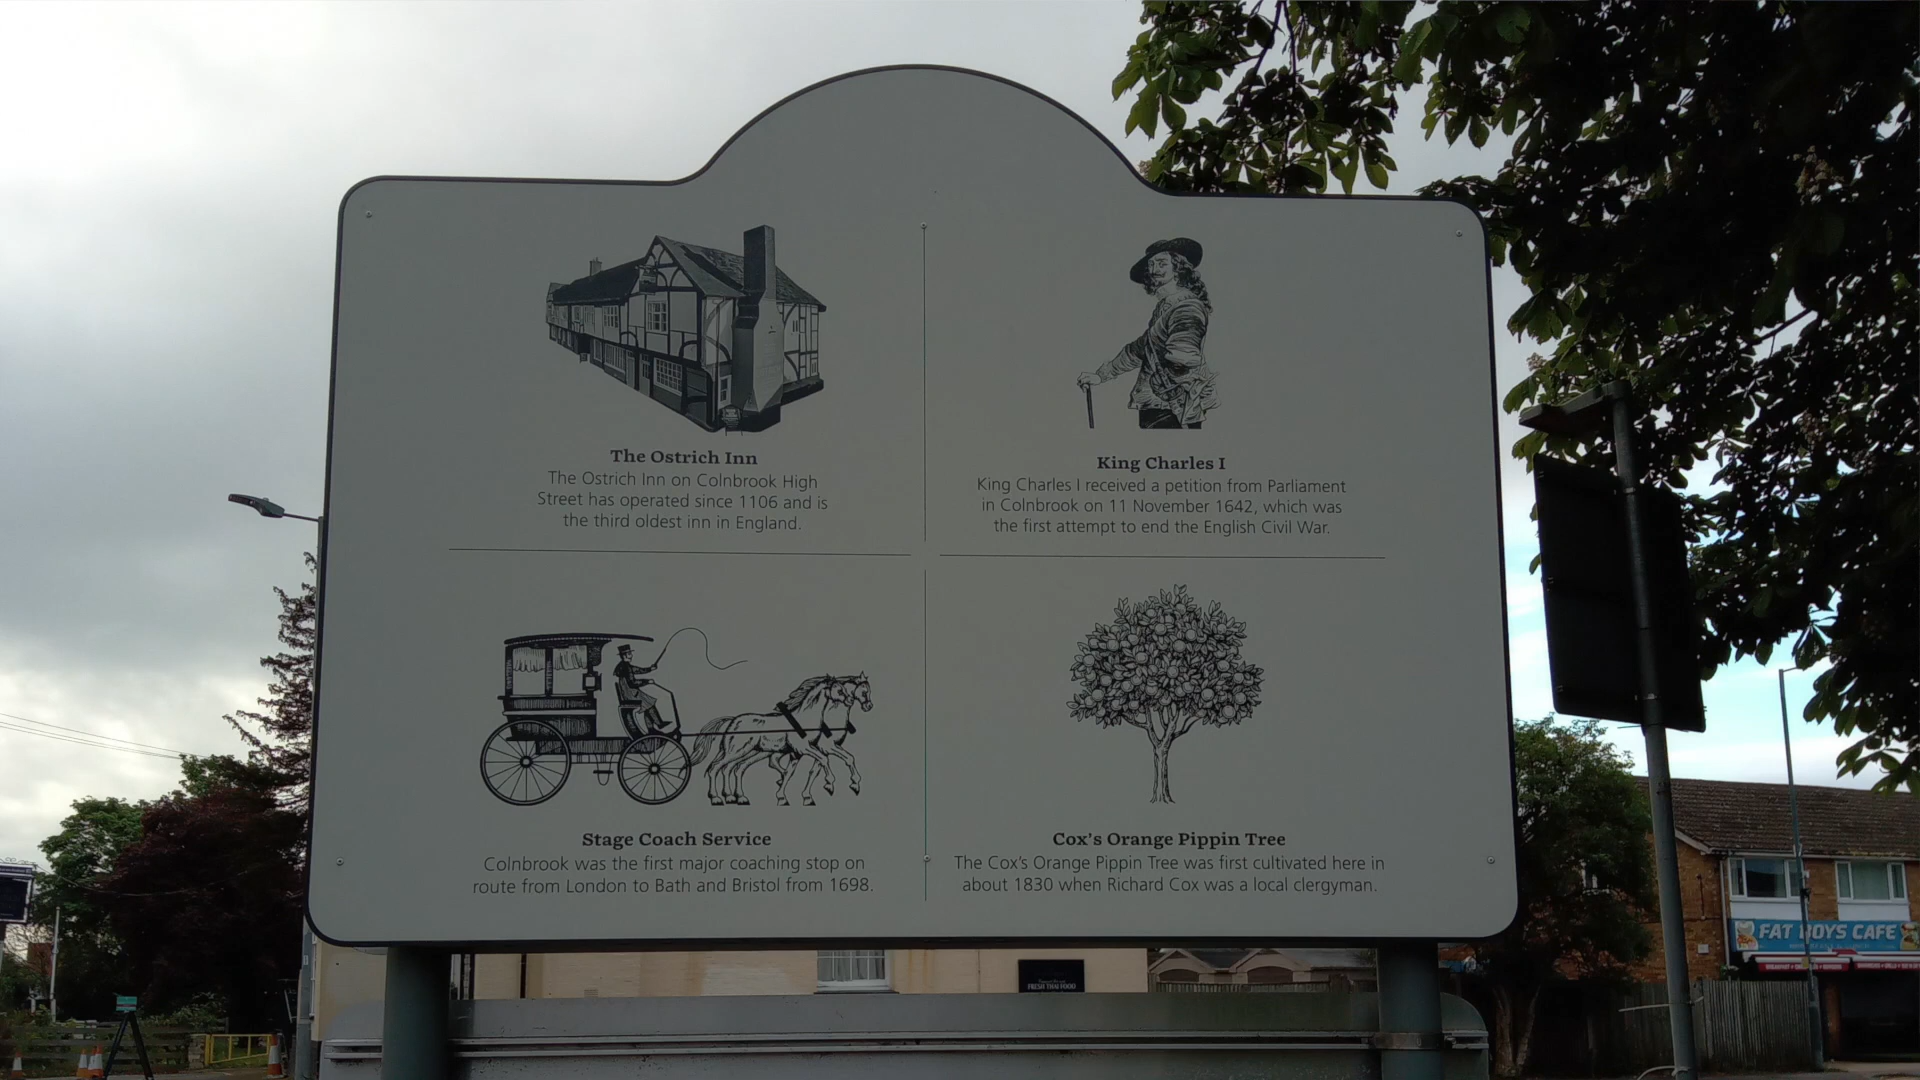 The Ostrich Inn
The Ostrich Inn on Colnbrook High
Street has operated since 1106 and is
the third oldest inn in England.
King Charles I
King Charles I received a petition from Parliament
in Colnbrook on 11 November 1642, which was
the first attempt to end the English Civil War.
Stage Coach Service
Colnbrook was the first major coaching stop on
route from London to Bath and Bristol from 1698.
Cox's Orange Pippin Tree
The Cox's Orange Pippin Tree was first cultivated here in
about 1830 when Richard Cox was a local clergyman.
FAT BOYS CAFE
FRESH THAI FOOD